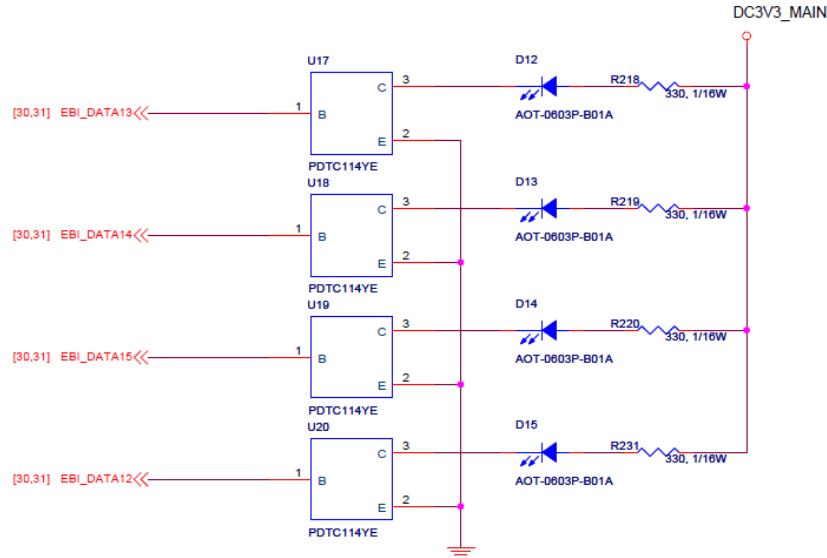 DC3V3_MAIN
U17
D12
C
3
R218
330, 1/16W
[30,31] EBI_DATA13
1
B
AOT-0603P-B01A
E
2
PDTC114YE
U18
D13
C
3
R219
330, 1/16W
[30,31] EBI_DATA14
1
B
AOT-0603P-B01A
E
2
PDTC114YE
U19
D14
C
3
R220
330, 1/16W
[30,31] EBI_DATA15
1
B
AOT-0603P-B01A
E
2
PDTC114YE
U20
D15
C
3
R231
330, 1/16W
[30,31] EBI_DATA12
1
B
AOT-0603P-B01A
E
2
PDTC114YE